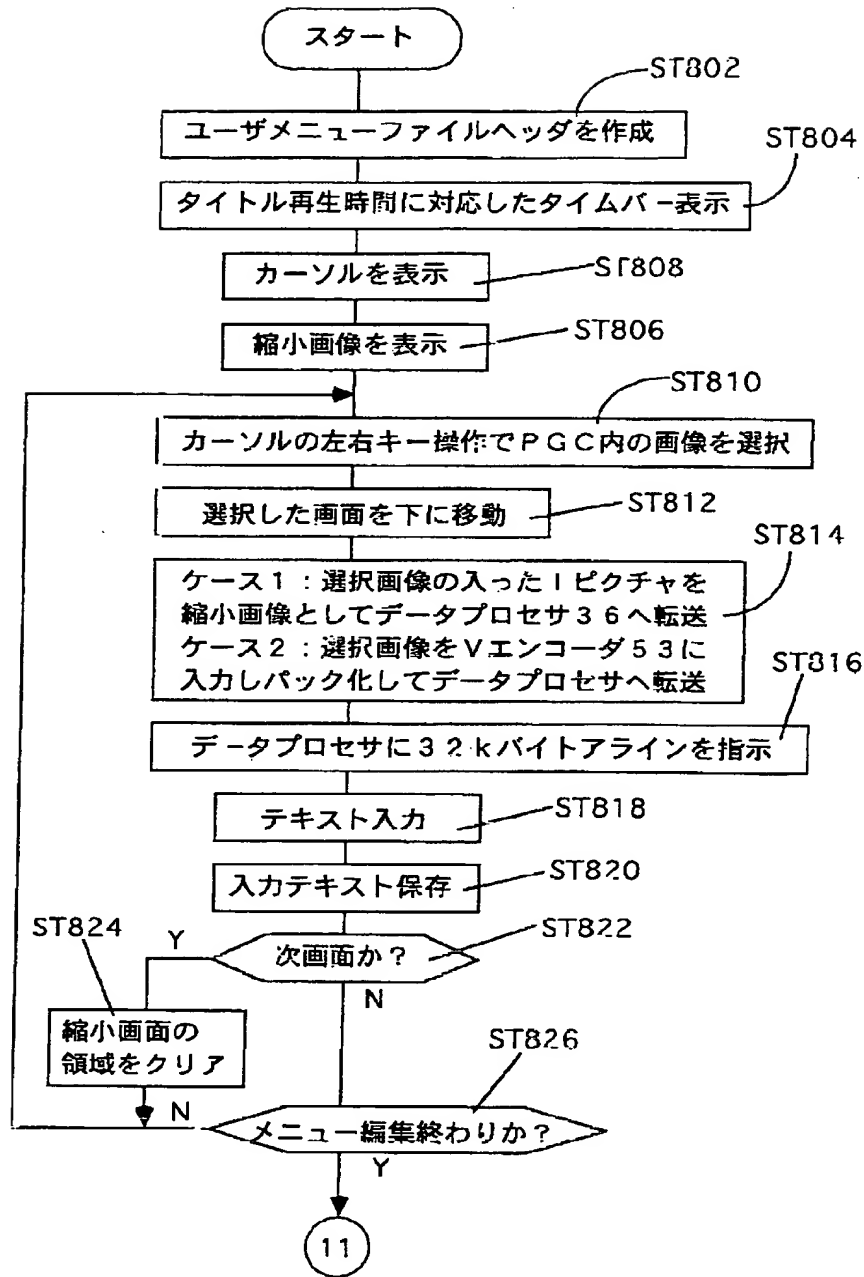 スタート
ST802
ユーザメニューファイルヘッダを作成
ST804
タイトル再生時間に対応したタイムバー表示
カーソルを表示
ST808
縮小画像を表示
ST806
ST810
カーソルの左右キー操作でPGC内の画像を選択
選択した画面を下に移動
ST812
ST814
ケース1：選択画像の入ったIピクチャを
縮小画像としてデータプロセサ36へ転送
ケース2：選択画像をVエンコーダ53に
入力しパック化してデータプロセサへ転送
ST816
データプロセサに32kバイトアラインを指示
テキスト入力
ST818
入力テキスト保存
ST820
ST824
Y
次画面か？
ST822
N
縮小画面の
領域をクリア
ST826
N
メニュー編集終わりか？
Y
11